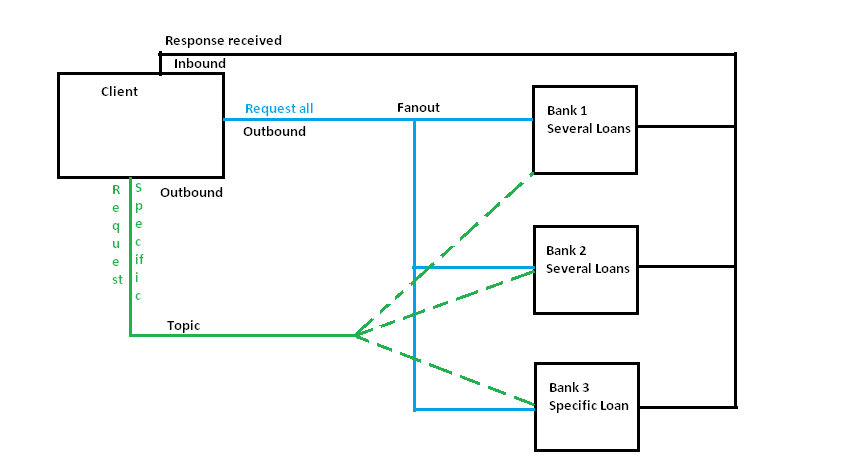 Response received
Inbound
Client
Request all
Fanout
Outbound
Bank 1
Several Loans
Request
Specific
Outbound
Bank 2
Several Loans
Topic
Bank 3
Specific Loan